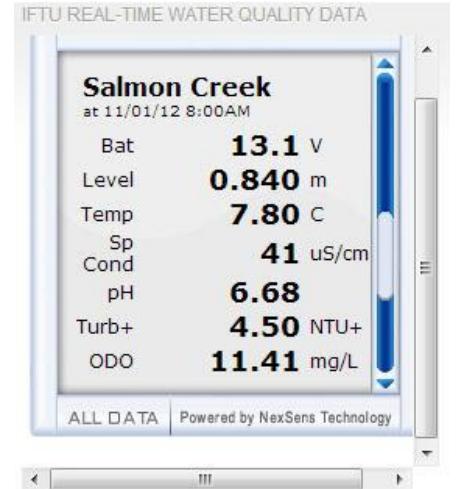 IFTU REAL-TIME WATER QUALITY DATA
Salmon Creek
at 11/01/12 8:00AM
Bat 13.1 V
Level 0.840 m
Temp 7.80 C
Sp
Cond 41 uS/cm
pH 6.68
Turb+ 4.50 NTU+
ODO 11.41 mg/L
ALL DATA Powered by NexSens Technology